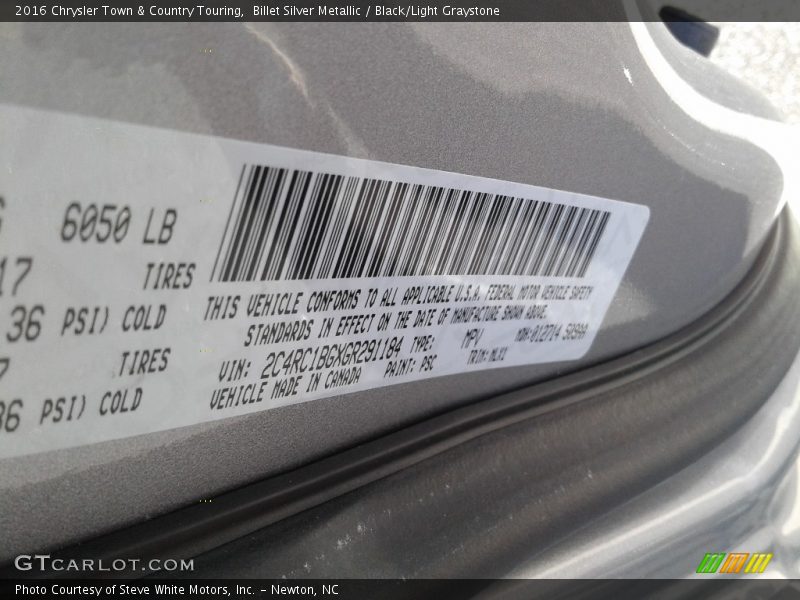 2016 Chrysler Town & Country Touring, Billet Silver Metallic / Black/Light Graystone
6050 LB
17 TIRES
36 PSI) COLD
TIRES
36 PSI) COLD
THIS VEHICLE CONFORMS TO ALL APPLICABLE U.S.A. FEDERAL MOTOR VEHICLE SAFETY
STANDARDS IN EFFECT ON THE DATE OF MANUFACTURE SHOWN ABOVE.
VIN: 2C4RC1BGXGR291184 TYPE: MPV
VEHICLE MADE IN CANADA PAINT: PSC TRIM:
GTCARLOT.COM
Photo Courtesy of Steve White Motors, Inc. – Newton, NC